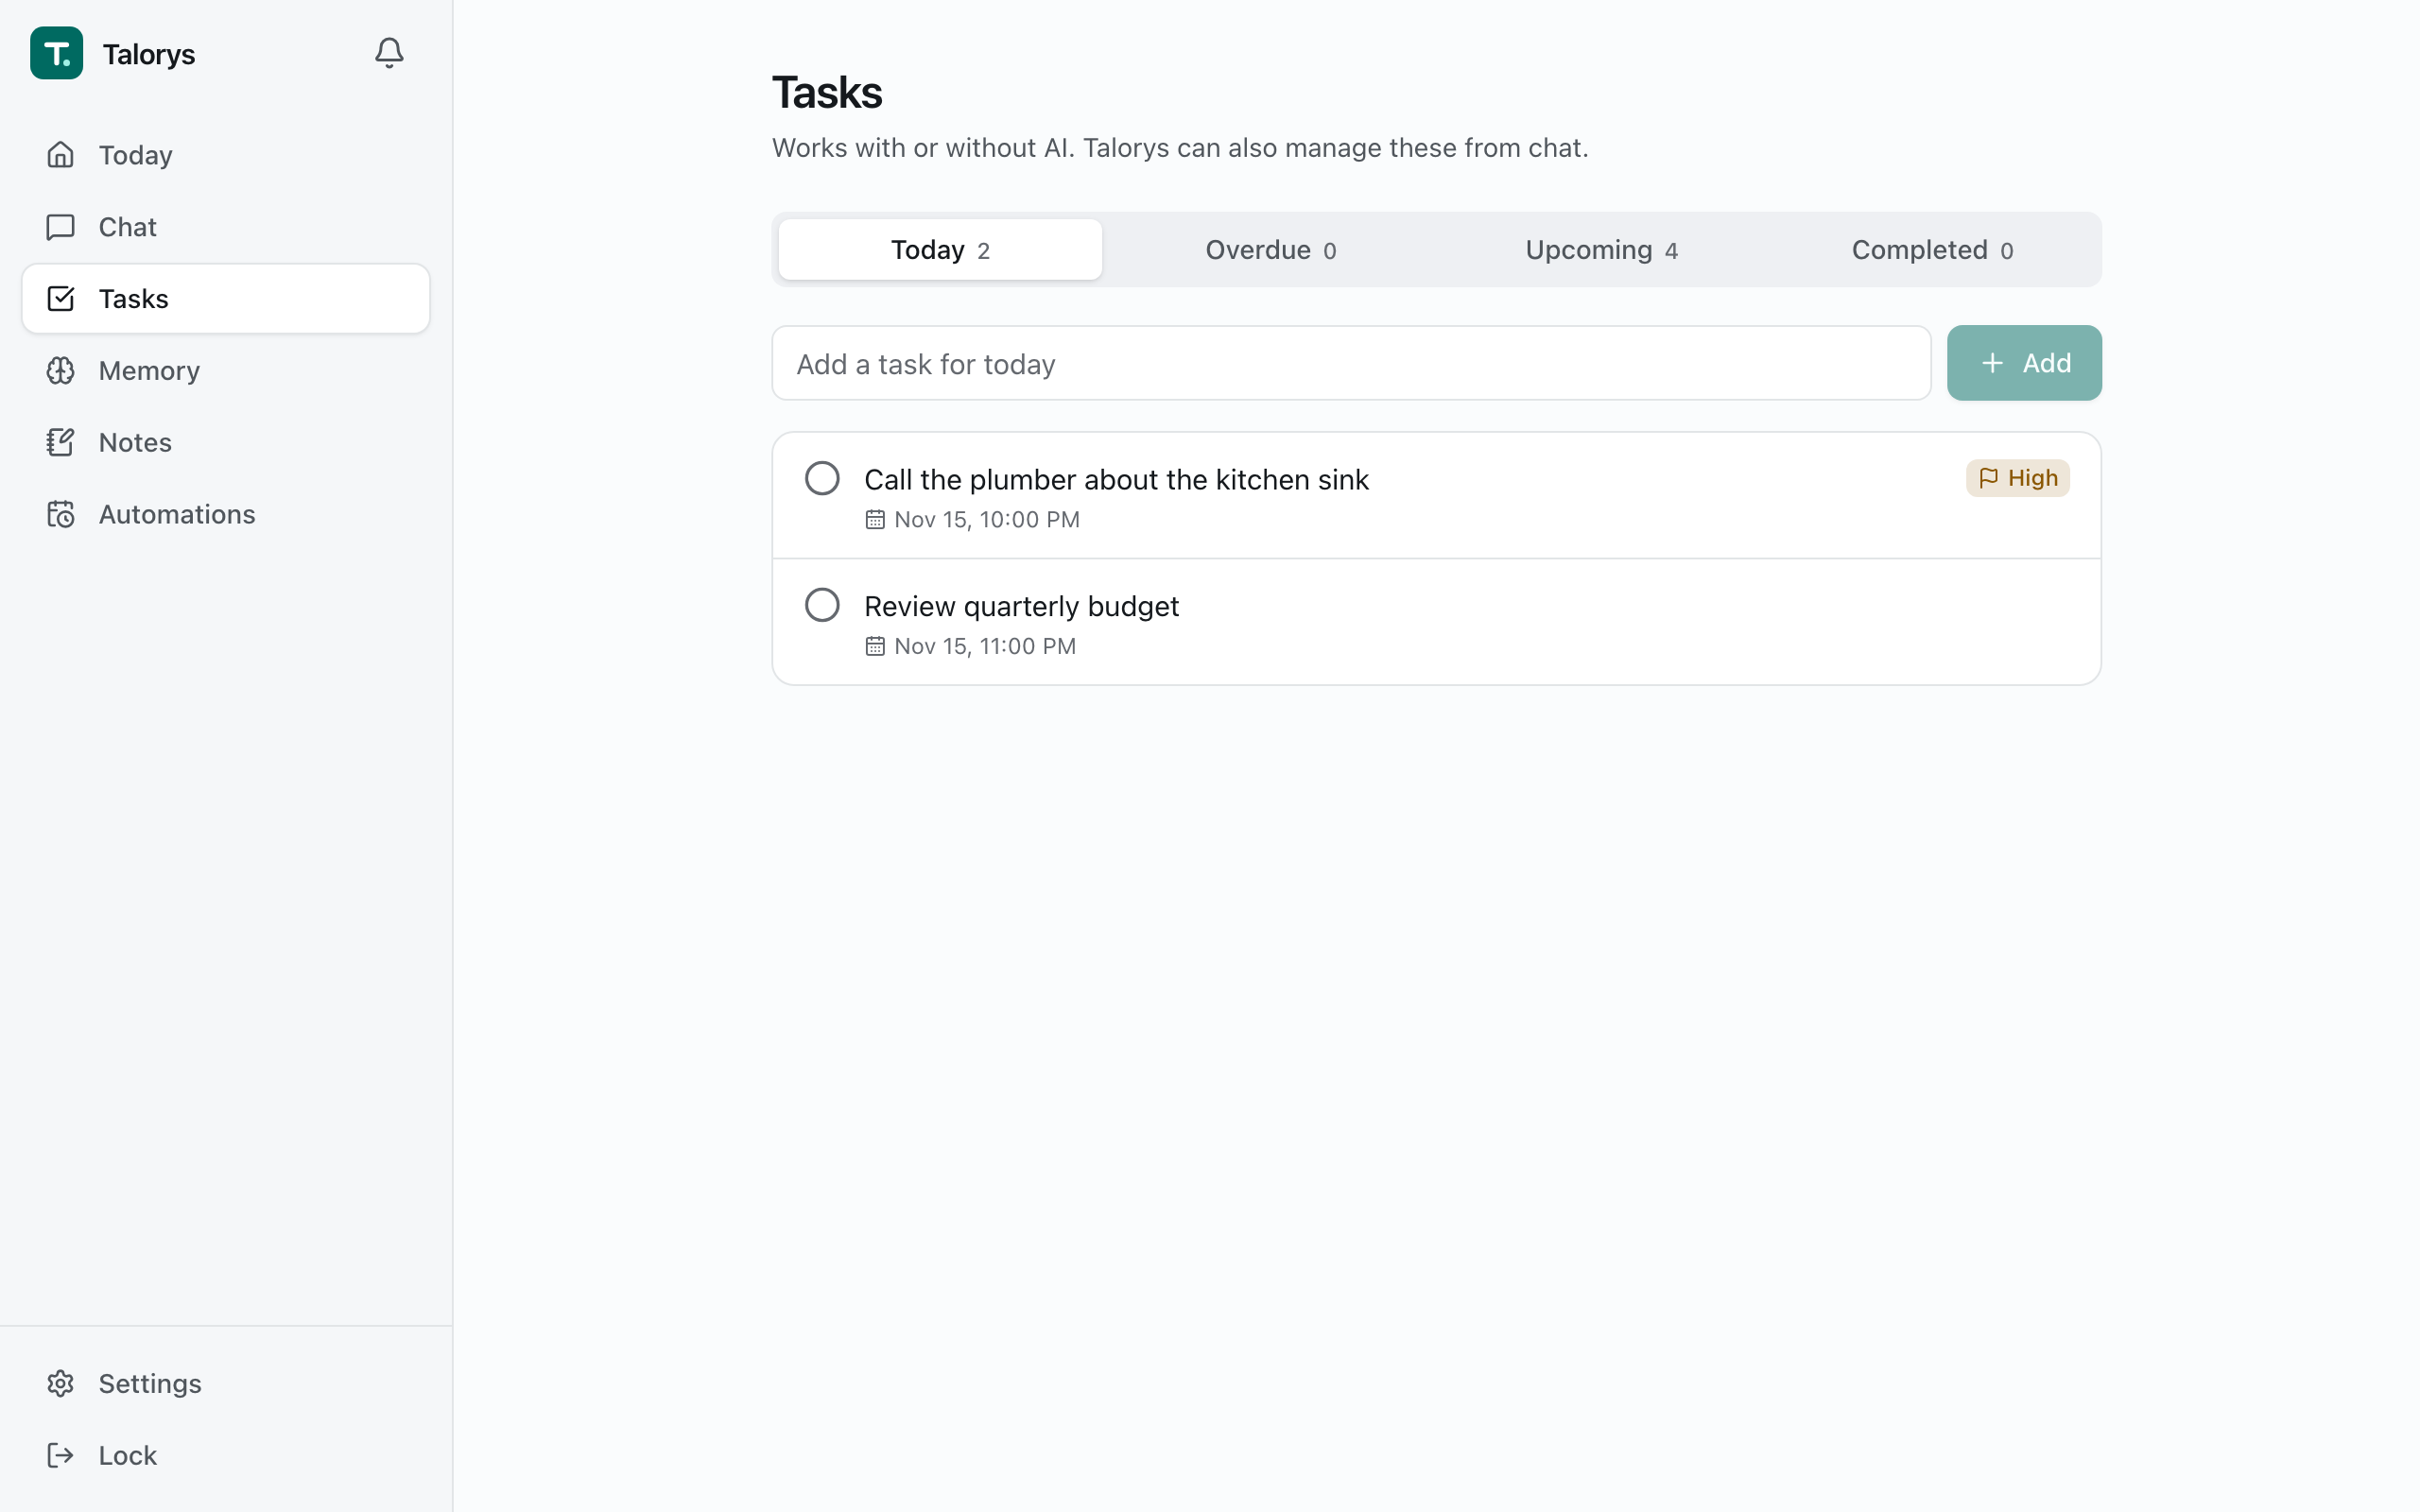 T.
Talorys
Today
Chat
Tasks
Memory
Notes
Automations
Settings
Lock
Tasks
Works with or without AI. Talorys can also manage these from chat.
Today 2
Overdue 0
Upcoming 4
Completed 0
Add a task for today
Add
Call the plumber about the kitchen sink
High
Nov 15, 10:00 PM
Review quarterly budget
Nov 15, 11:00 PM